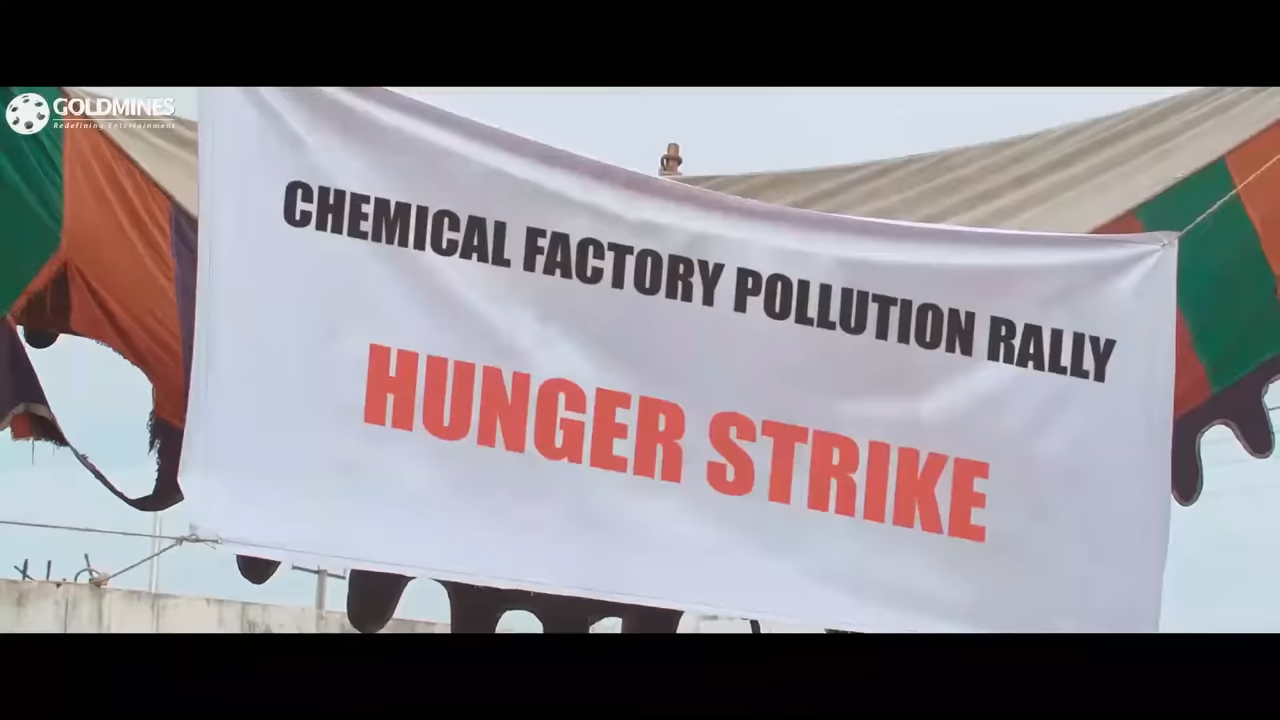 GOLDMINES
Redefining Entertainment
CHEMICAL FACTORY POLLUTION RALLY
HUNGER STRIKE